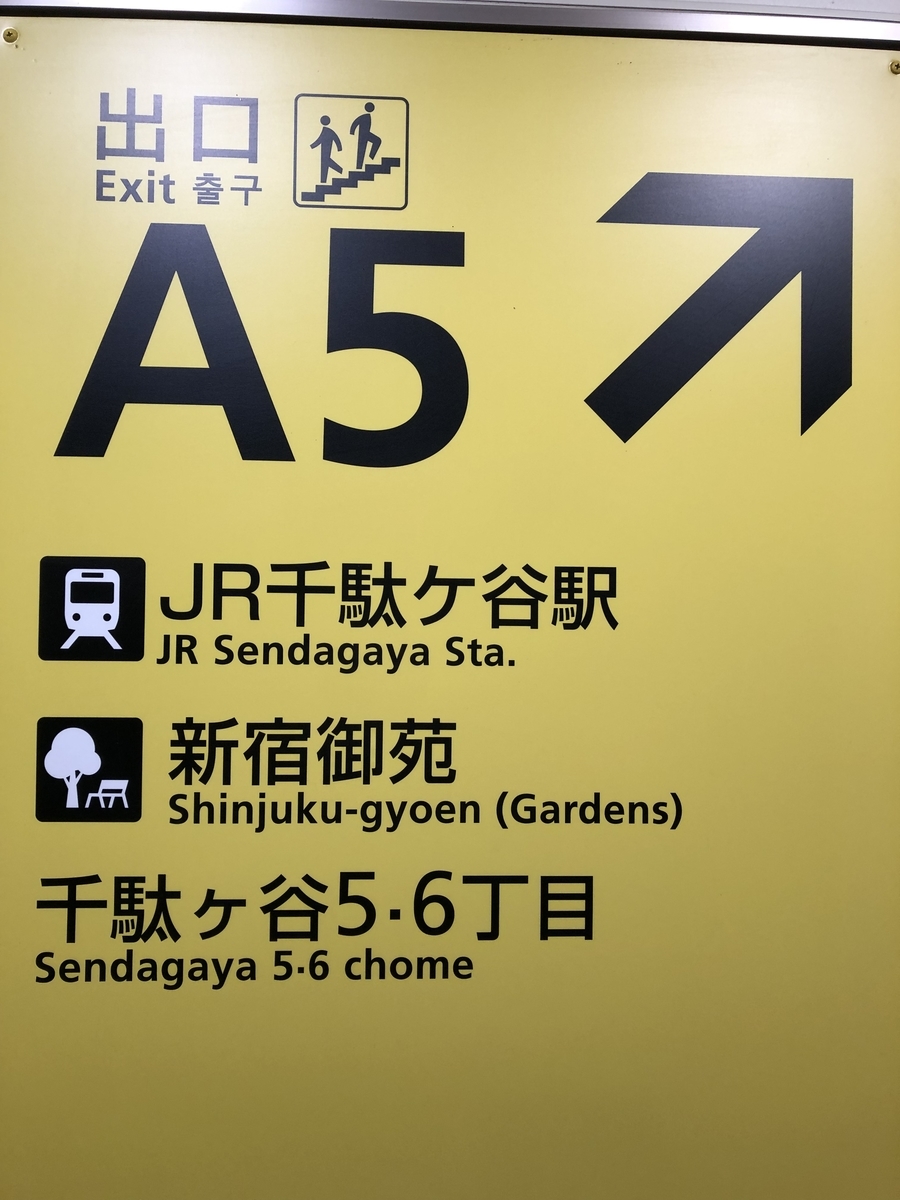 出口
Exit 출구
A5
JR千駄ケ谷駅
JR Sendagaya Sta.
新宿御苑
Shinjuku-gyoen (Gardens)
千駄ヶ谷5·6丁目
Sendagaya 5·6 chome